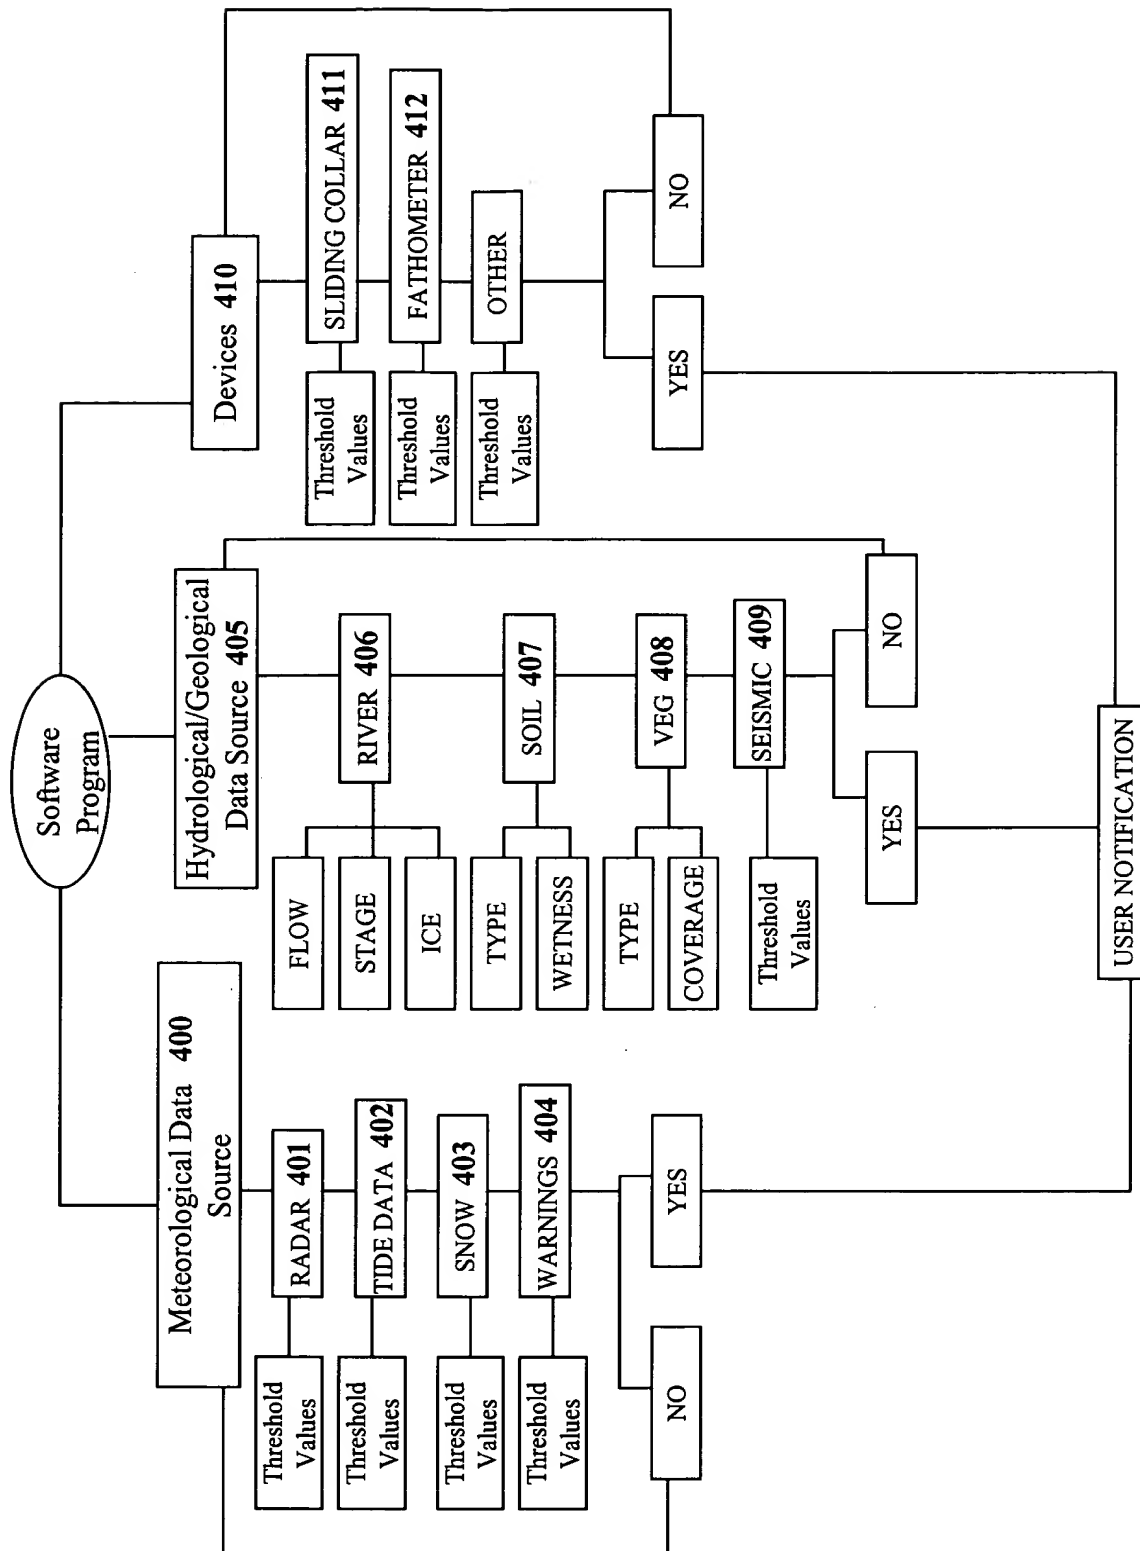 Software
Program
Meteorological Data 400
Source
RADAR 401
Threshold
Values
TIDE DATA 402
Threshold
Values
SNOW 403
Threshold
Values
WARNINGS 404
Threshold
Values
NO
YES
Hydrological/Geological
Data Source 405
RIVER 406
FLOW
STAGE
ICE
SOIL 407
TYPE
WETNESS
VEG 408
TYPE
COVERAGE
SEISMIC 409
Threshold
Values
YES
NO
Devices 410
SLIDING COLLAR 411
Threshold
Values
FATHOMETER 412
Threshold
Values
OTHER
Threshold
Values
YES
NO
USER NOTIFICATION